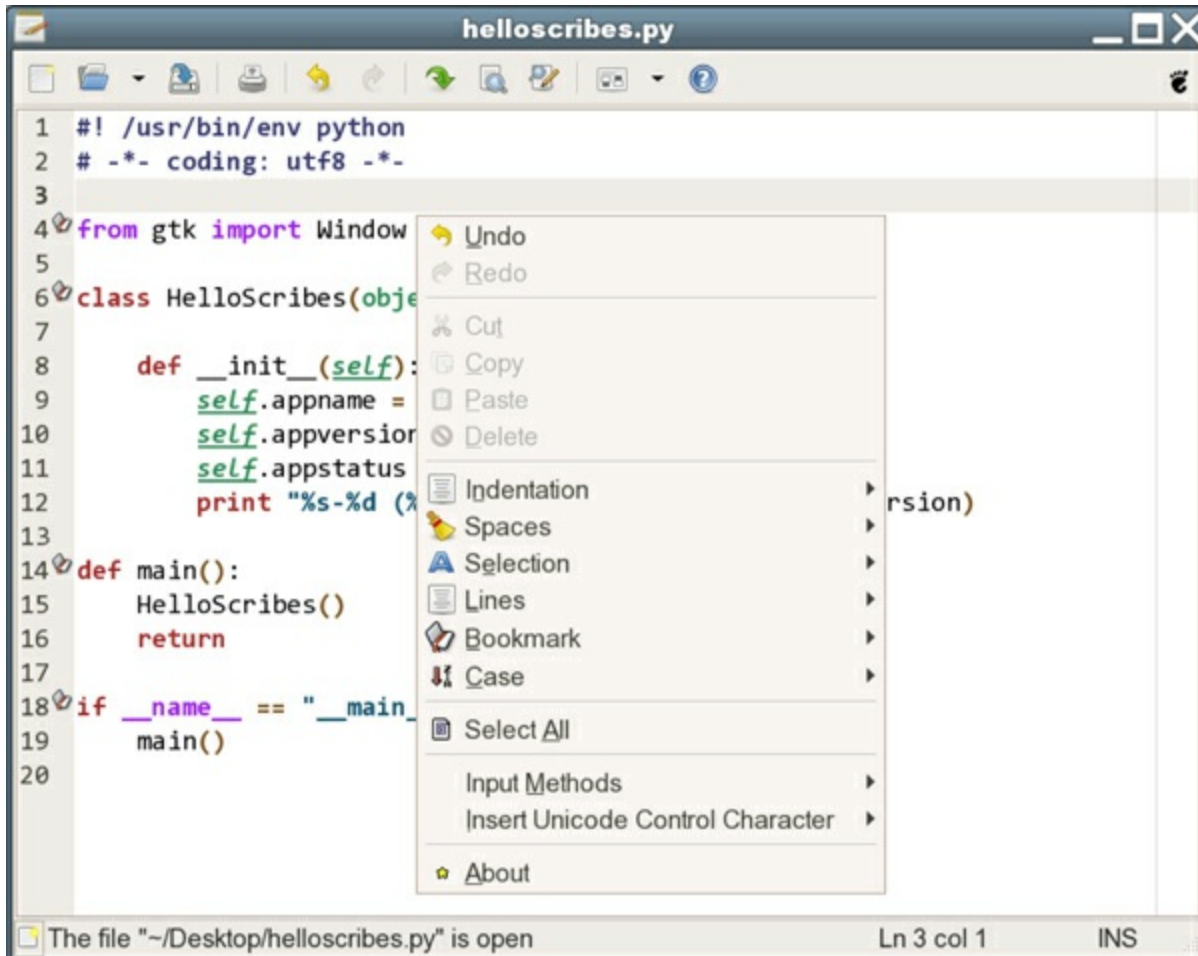 helloscribes.py
1 #! /usr/bin/env python
2 # -*- coding: utf8 -*-
3
4 from gtk import Window
5
6 class HelloScribes(obje
7
8 def __init__(self):
9 self.appname =
10 self.appversion
11 self.appstatus
12 print "%s-%d (% rsion)
13
14 def main():
15 HelloScribes()
16 return
17
18 if __name__ == "__main_
19 main()
20
Undo
Redo
Cut
Copy
Paste
Delete
Indentation
Spaces
Selection
Lines
Bookmark
Case
Select All
Input Methods
Insert Unicode Control Character
About
The file "~/Desktop/helloscribes.py" is open Ln 3 col 1 INS